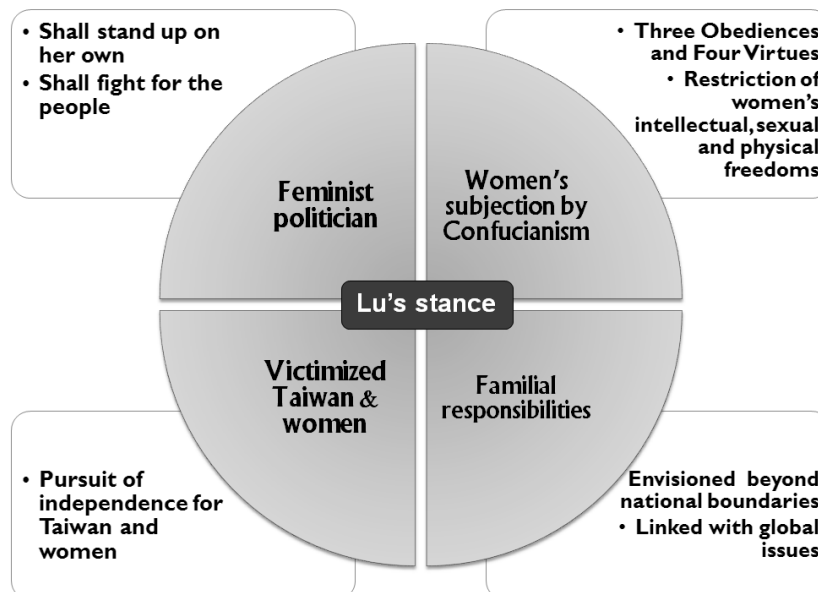 • Shall stand up on
her own
• Shall fight for the
people
• Three Obediences
and Four Virtues
• Restriction of
women's
intellectual, sexual
and physical
freedoms
Feminist
politician
Women's
subjection by
Confucianism
Lu's stance
Victimized
Taiwan &
women
Familial
responsibilities
• Pursuit of
independence for
Taiwan and
women
Envisioned beyond
national boundaries
• Linked with global
issues